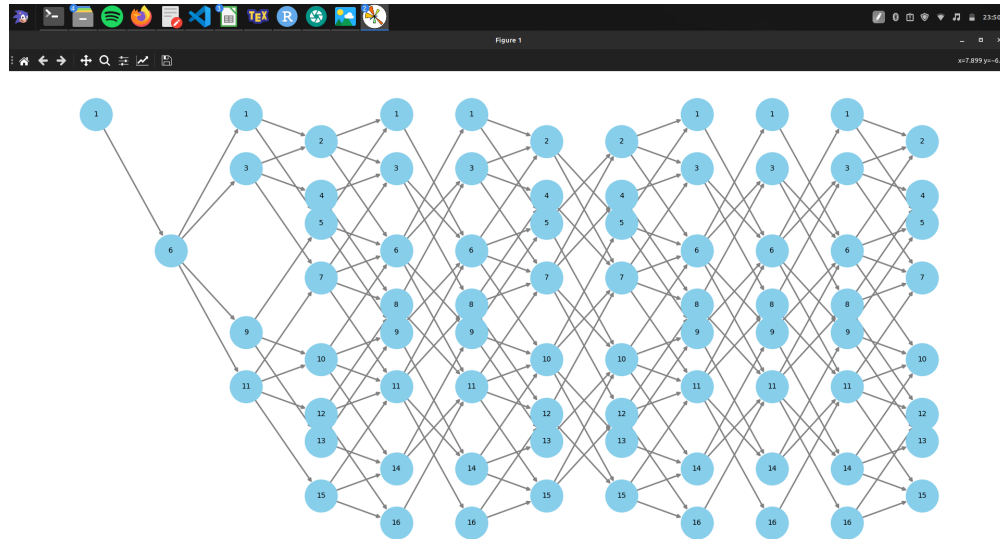 TEX R 23:50
Figure 1
x=7.899 y=−6.
1 1 1 1 1 1 1
2 2 2 2
3 3 3 3 3 3
4 4 4 4
5 5 5 5
6 6 6 6 6 6
7 7 7 7
8 8 8 8 8
9 9 9 9 9 9
10 10 10 10
11 11 11 11 11 11
12 12 12 12
13 13 13 13
14 14 14 14 14
15 15 15 15
16 16 16 16 16